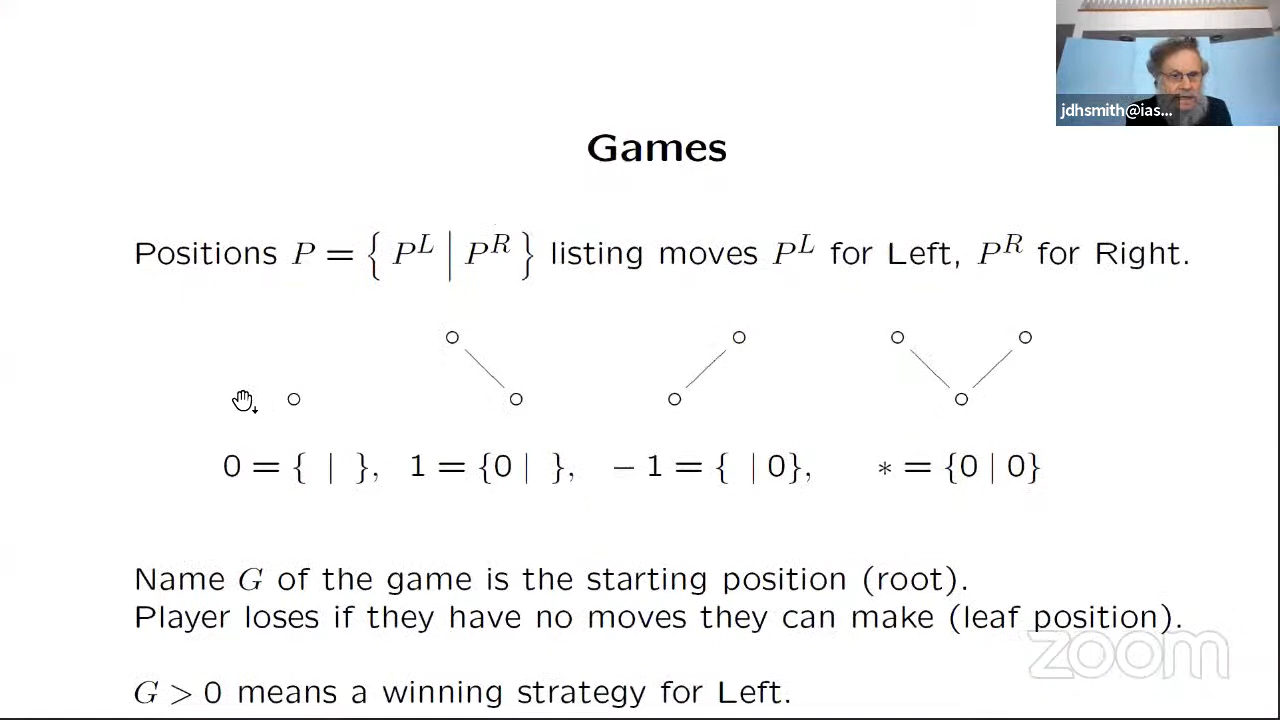 jdhsmith@ias...
Games
Positions P = { P^L | P^R } listing moves P^L for Left, P^R for Right.
0 = { | }, 1 = {0 | }, − 1 = { | 0}, ∗ = {0 | 0}
Name G of the game is the starting position (root).
Player loses if they have no moves they can make (leaf position).
zoom
G > 0 means a winning strategy for Left.